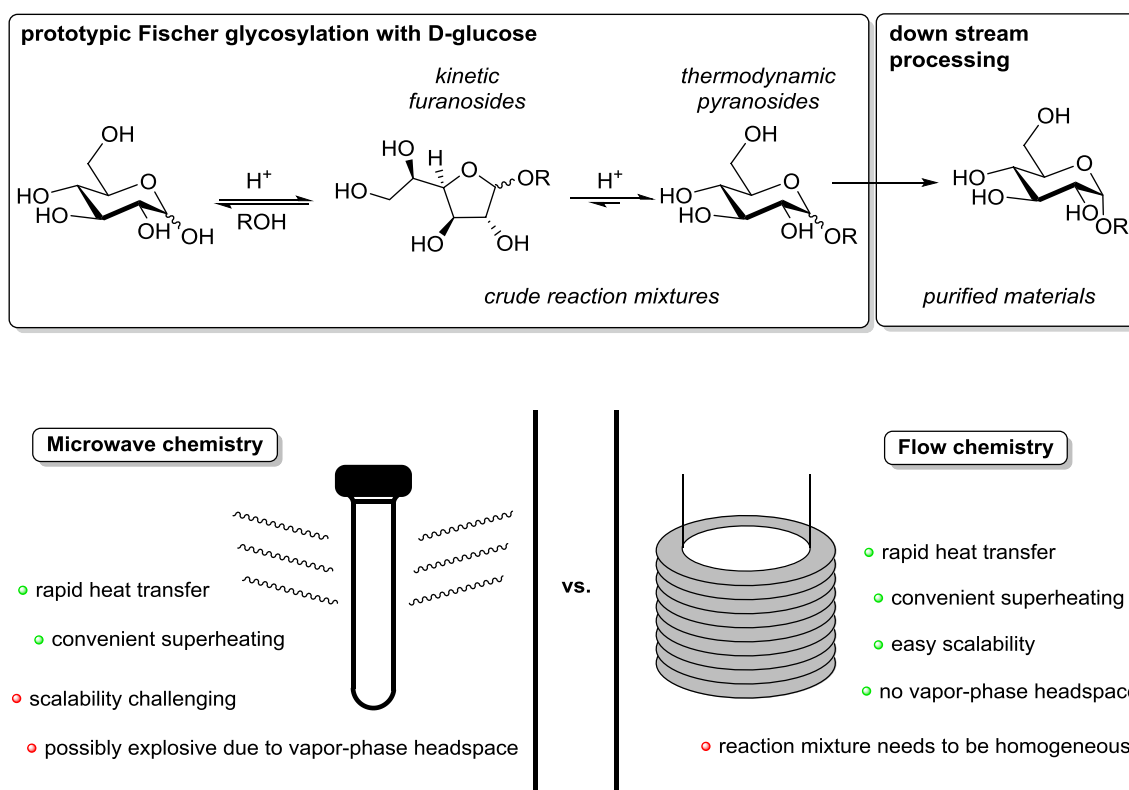 prototypic Fischer glycosylation with D-glucose
down stream
processing
kinetic
furanosides
thermodynamic
pyranosides
OH
HO
O
HO
OH
OH
H+
ROH
HO
H
HO
O
OR
HO
OH
H+
OH
HO
O
HO
OH
OR
OH
HO
O
HO
HO
OR
crude reaction mixtures
purified materials
Microwave chemistry
rapid heat transfer
convenient superheating
scalability challenging
possibly explosive due to vapor-phase headspace
vs.
Flow chemistry
rapid heat transfer
convenient superheating
easy scalability
no vapor-phase headspac
reaction mixture needs to be homogeneous